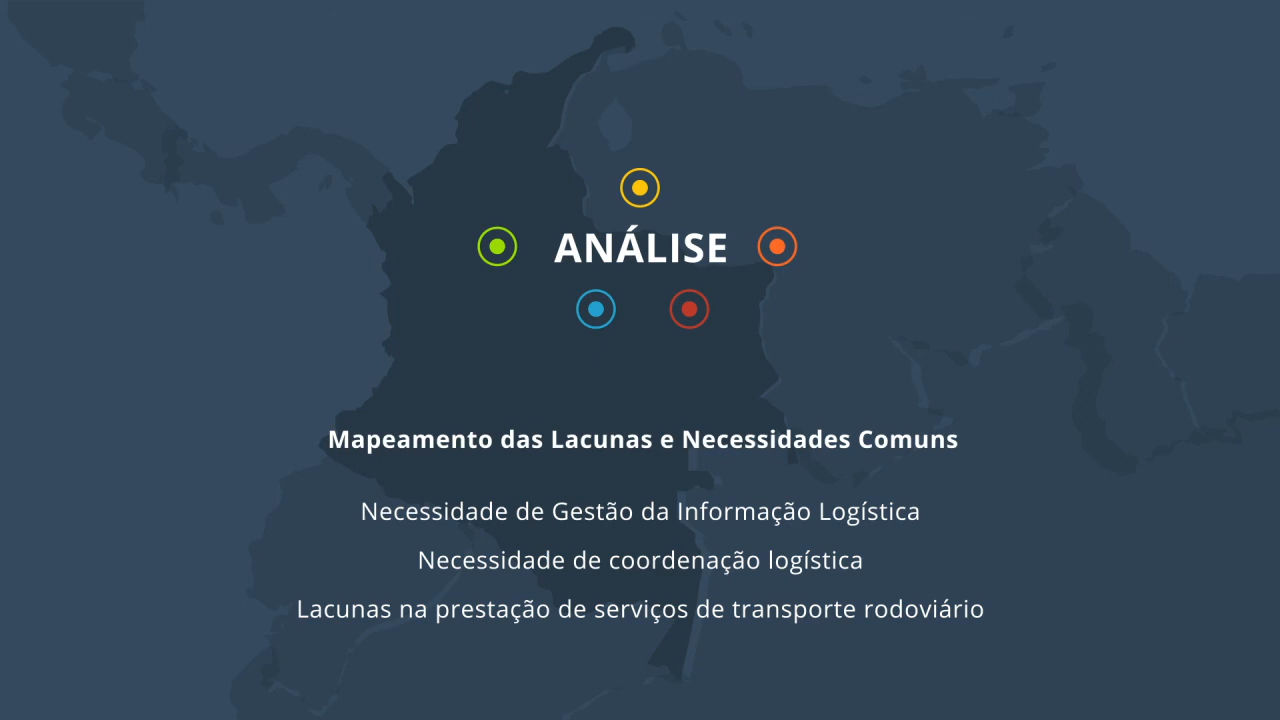 ANÁLISE
Mapeamento das Lacunas e Necessidades Comuns
Necessidade de Gestão da Informação Logística
Necessidade de coordenação logística
Lacunas na prestação de serviços de transporte rodoviário